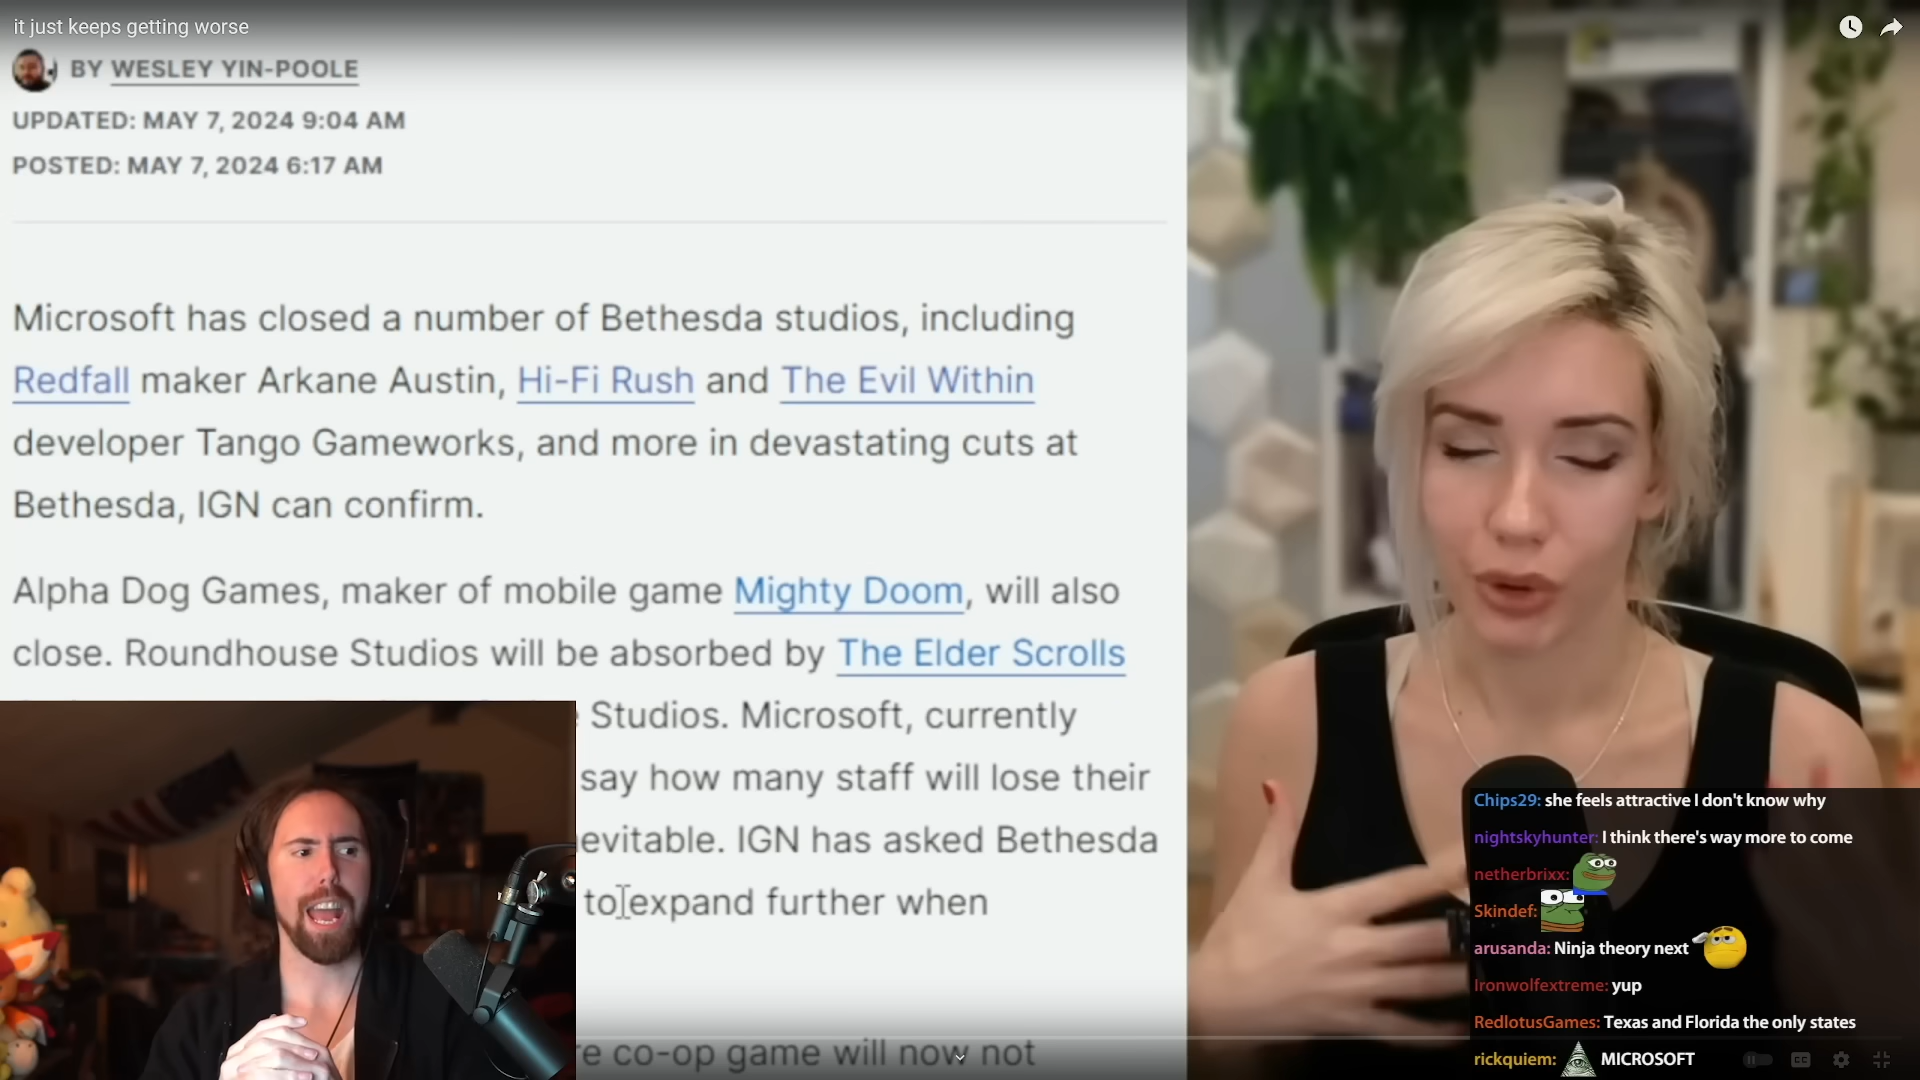 it just keeps getting worse
BY WESLEY YIN-POOLE
UPDATED: MAY 7, 2024 9:04 AM
POSTED: MAY 7, 2024 6:17 AM
Microsoft has closed a number of Bethesda studios, including
Redfall maker Arkane Austin, Hi-Fi Rush and The Evil Within
developer Tango Gameworks, and more in devastating cuts at
Bethesda, IGN can confirm.
Alpha Dog Games, maker of mobile game Mighty Doom, will also
close. Roundhouse Studios will be absorbed by The Elder Scrolls
Studios. Microsoft, currently
say how many staff will lose their
evitable. IGN has asked Bethesda
to expand further when
e co-op game will now not
Chips29: she feels attractive I don't know why
nightskyhunter: I think there's way more to come
netherbrixx:
Skindef:
arusanda: Ninja theory next
Ironwolfextreme: yup
RedlotusGames: Texas and Florida the only states
rickquiem: MICROSOFT
CC